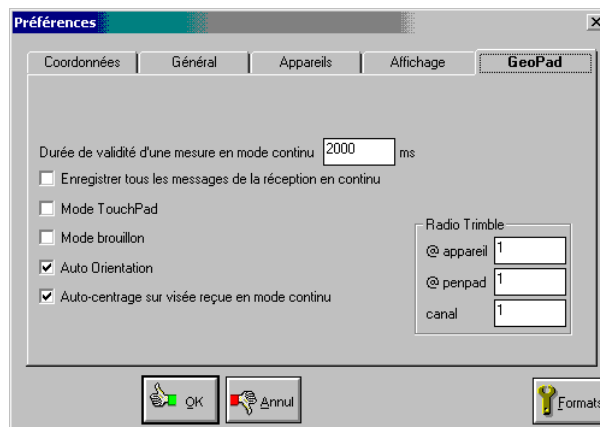 Préférences
Coordonnées Général Appareils Affichage GeoPad
Durée de validité d'une mesure en mode continu 2000 ms
Enregistrer tous les messages de la réception en continu
Mode TouchPad
Mode brouillon
Auto Orientation
Auto-centrage sur visée reçue en mode continu
Radio Trimble
@ appareil 1
@ penpad 1
canal 1
OK Annul Formats